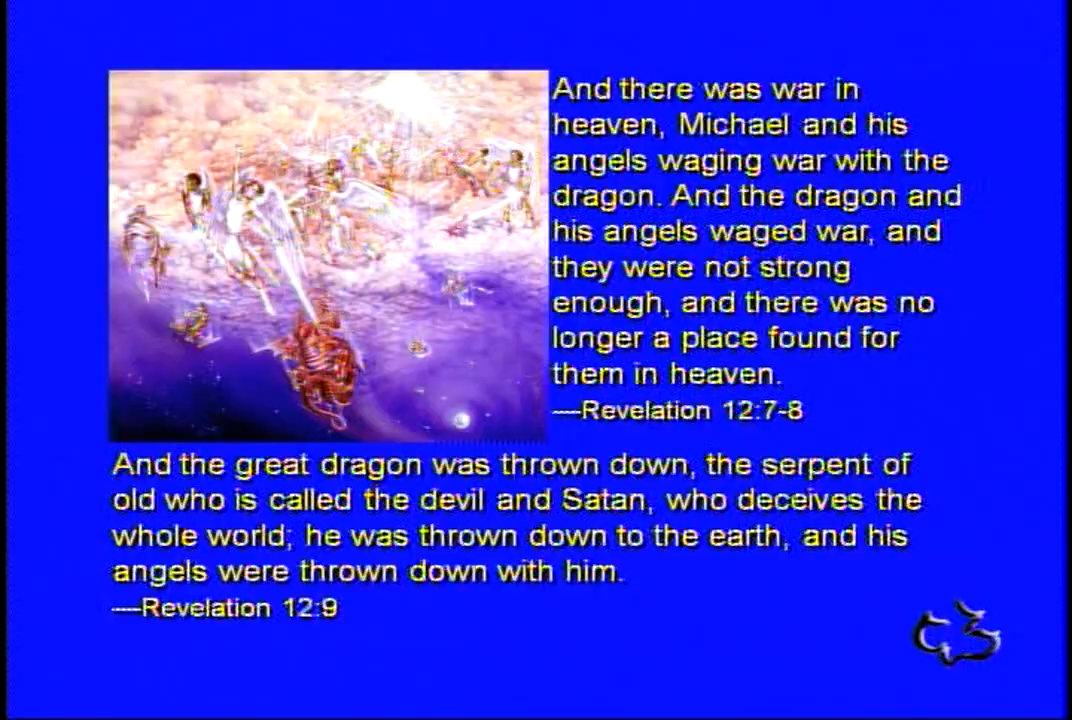 And there was war in
heaven, Michael and his
angels waging war with the
dragon. And the dragon and
his angels waged war, and
they were not strong
enough, and there was no
longer a place found for
them in heaven.
—Revelation 12:7-8
And the great dragon was thrown down, the serpent of
old who is called the devil and Satan, who deceives the
whole world; he was thrown down to the earth, and his
angels were thrown down with him.
—Revelation 12:9
c3